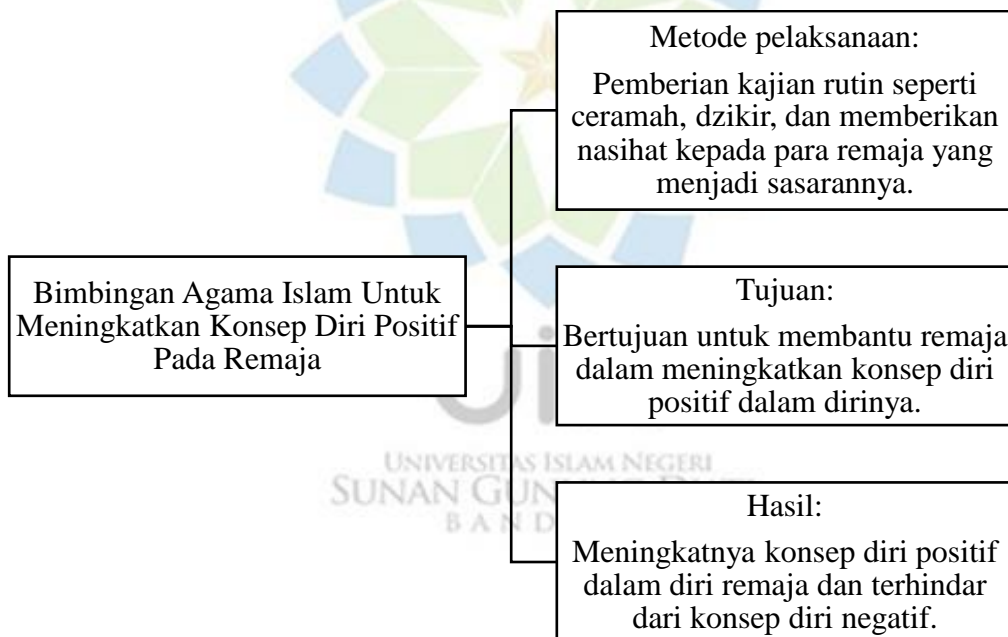 Metode pelaksanaan:
Pemberian kajian rutin seperti
ceramah, dzikir, dan memberikan
nasihat kepada para remaja yang
menjadi sasarannya.
Bimbingan Agama Islam Untuk
Meningkatkan Konsep Diri Positif
Pada Remaja
Tujuan:
Bertujuan untuk membantu remaja
dalam meningkatkan konsep diri
positif dalam dirinya.
UNIVERSITAS ISLAM NEGERI
SUNAN
Hasil:
Meningkatnya konsep diri positif
dalam diri remaja dan terhindar
dari konsep diri negatif.